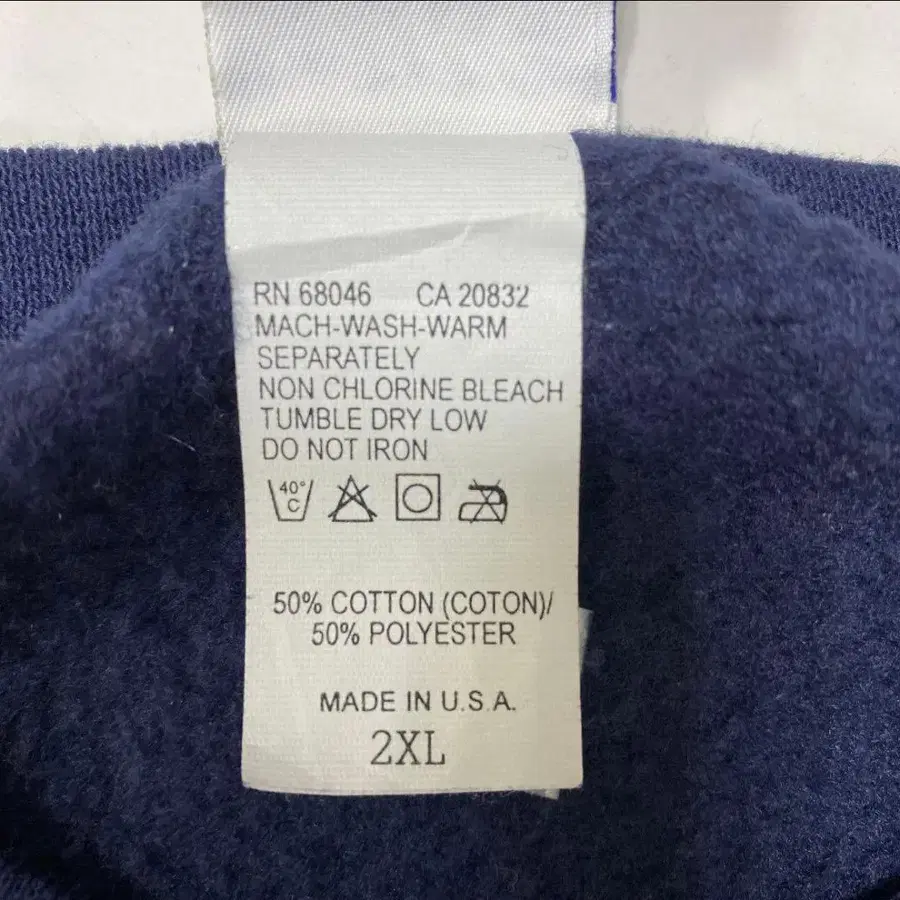 RN 68046 CA 20832
MACH-WASH-WARM
SEPARATELY
NON CHLORINE BLEACH
TUMBLE DRY LOW
DO NOT IRON
40°
C
50% COTTON (COTON)/
50% POLYESTER
MADE IN U.S.A.
2XL